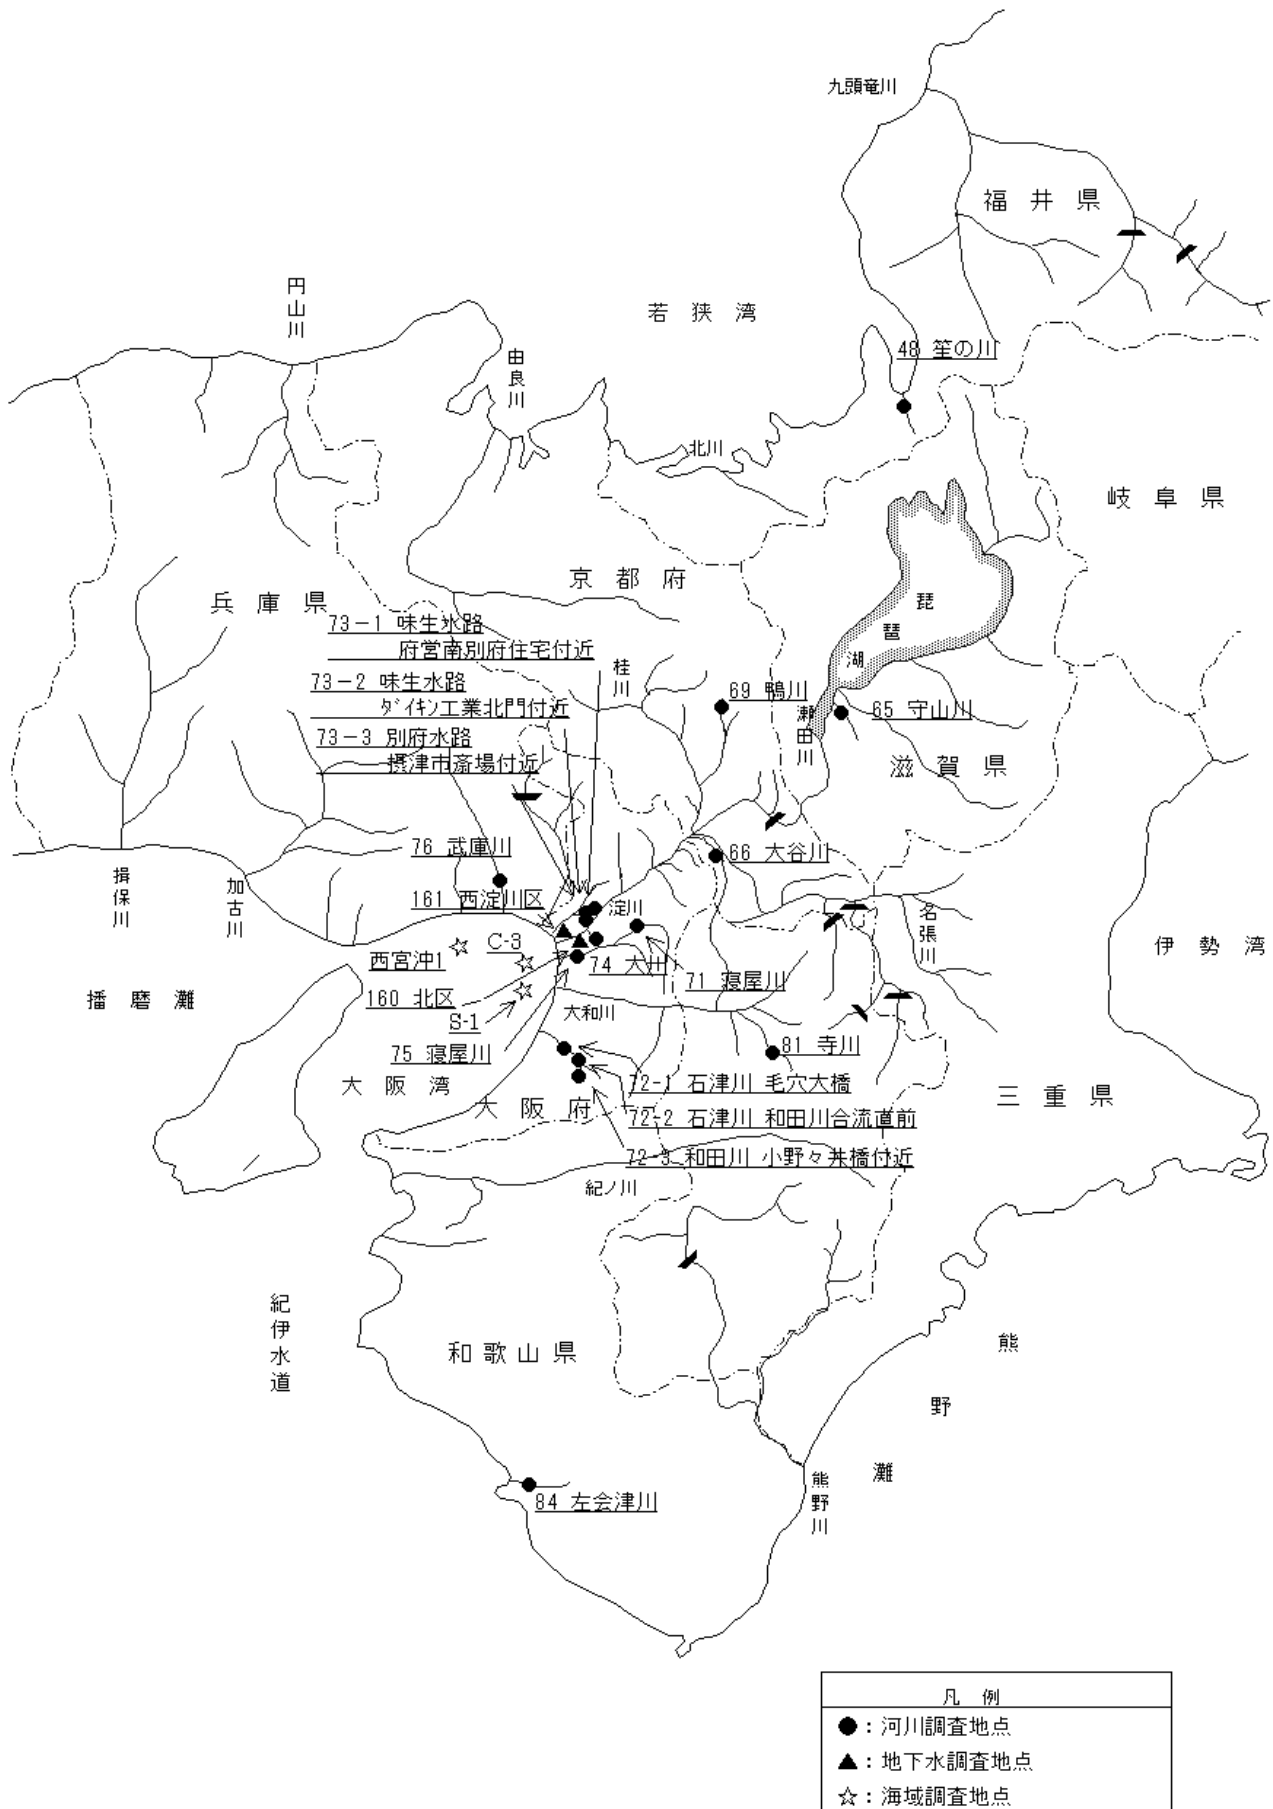 九頭竜川
福井県
円山川
若狭湾
48 笙の川
由良川
北川
岐阜県
京都府
兵庫県
琵琶湖
73-1 味生水路
府営南別府住宅付近
桂川
73-2 味生水路
ダイキン工業北門付近
69 鴨川
瀬田川
65 守山川
73-3 別府水路
摂津市斎場付近
滋賀県
76 武庫川
66 大谷川
揖保川
加古川
161 西淀川区
淀川
名張川
西宮沖1
C-3
74 大川
71 寝屋川
伊勢湾
播磨灘
160 北区
S-1
大和川
75 寝屋川
81 寺川
大阪湾
72-1 石津川 毛穴大橋
大阪府
三重県
72-2 石津川 和田川合流直前
72-3 和田川 小野々井橋付近
紀ノ川
紀伊水道
和歌山県
熊野灘
熊野川
84 左会津川
凡例
●：河川調査地点
▲：地下水調査地点
☆：海域調査地点